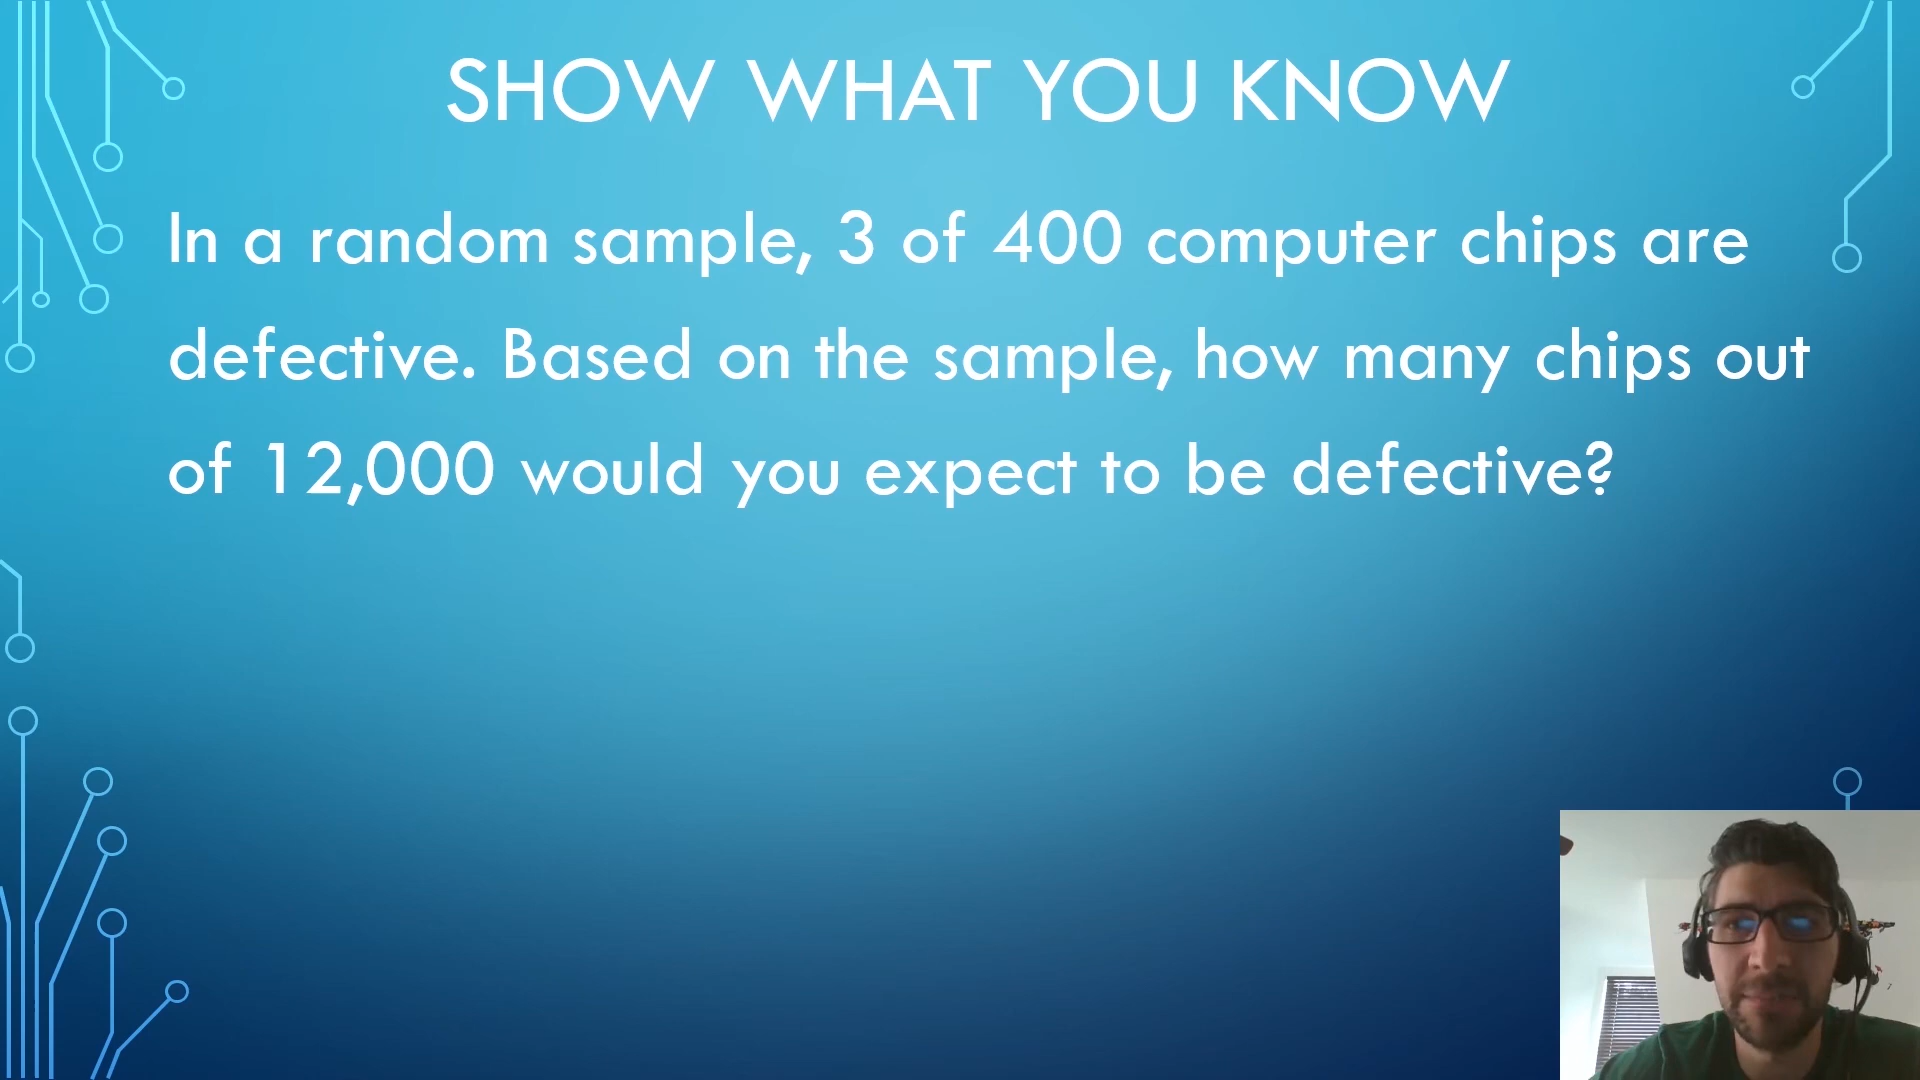 SHOW WHAT YOU KNOW
In a random sample, 3 of 400 computer chips are
defective. Based on the sample, how many chips out
of 12,000 would you expect to be defective?